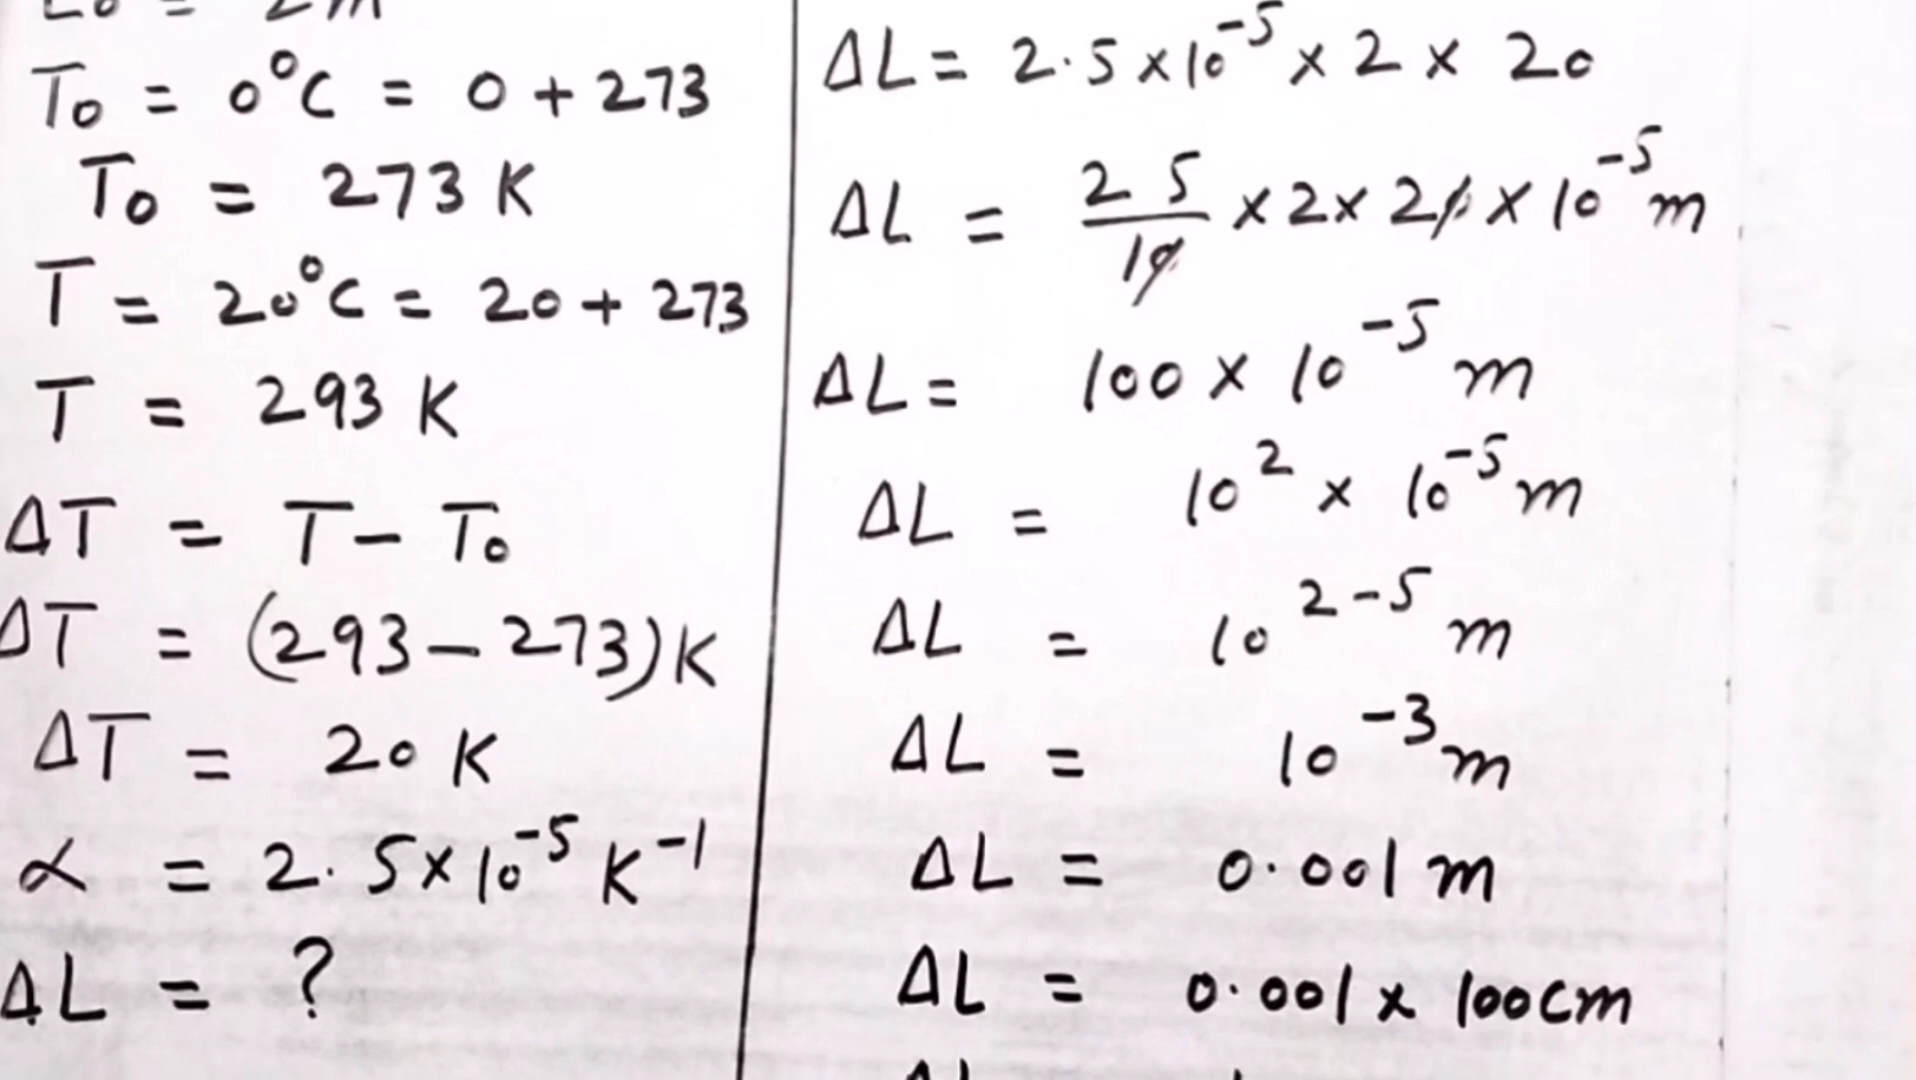 L₀ = 2m
T₀ = 0°C = 0 + 273
T₀ = 273 K
T = 20°C = 20 + 273
T = 293 K
ΔT = T - T₀
ΔT = (293 - 273) K
ΔT = 20 K
α = 2.5 × 10⁻⁵ K⁻¹
ΔL = ?
ΔL = 2.5 × 10⁻⁵ × 2 × 20
ΔL = 25/10 × 2 × 20 × 10⁻⁵ m
ΔL = 100 × 10⁻⁵ m
ΔL = 10² × 10⁻⁵ m
ΔL = 10²⁻⁵ m
ΔL = 10⁻³ m
ΔL = 0.001 m
ΔL = 0.001 × 100cm